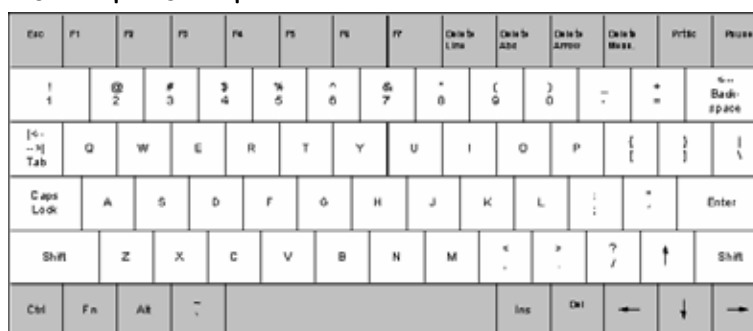 Esc F1 F2 F3 F4 F5 F6 F7 Delete Line Delete Abc Delete Arrow Delete Meas. PrtSc Pause
! 1 @ 2 # 3 $ 4 % 5 ^ 6 & 7 * 8 ( 9 ) 0 _ - + = <-- Back-space
|<- -->| Tab Q W E R T Y U I O P { [ } ] | \
Caps Lock A S D F G H J K L : ; " ' Enter
Shift Z X C V B N M < , > . ? / ↑ Shift
Ctrl Fn Alt ~ ` Ins Del ← ↓ →